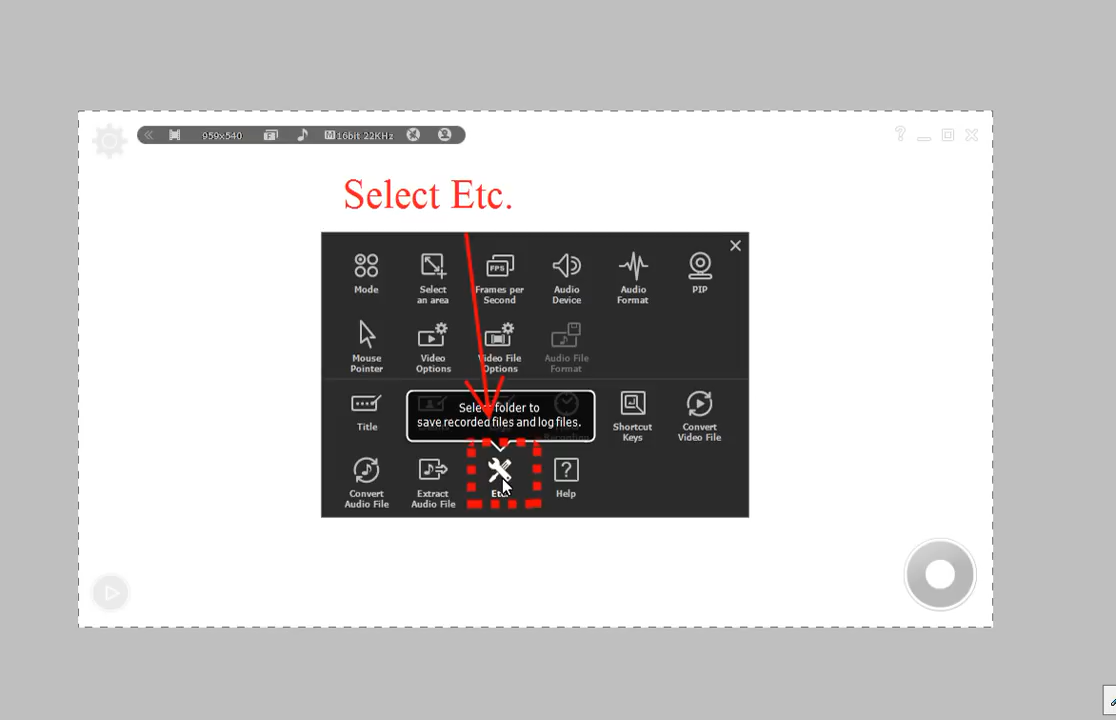 959x540
M 16bit 22KHz
Select Etc.
Mode
Select
an area
FPS
Frames per
Second
Audio
Device
Audio
Format
PIP
Mouse
Pointer
Video
Options
Video File
Options
Audio File
Format
Title
Select folder to
save recorded files and log files.
Shortcut
Keys
Convert
Video File
Convert
Audio File
Extract
Audio File
Etc
Help